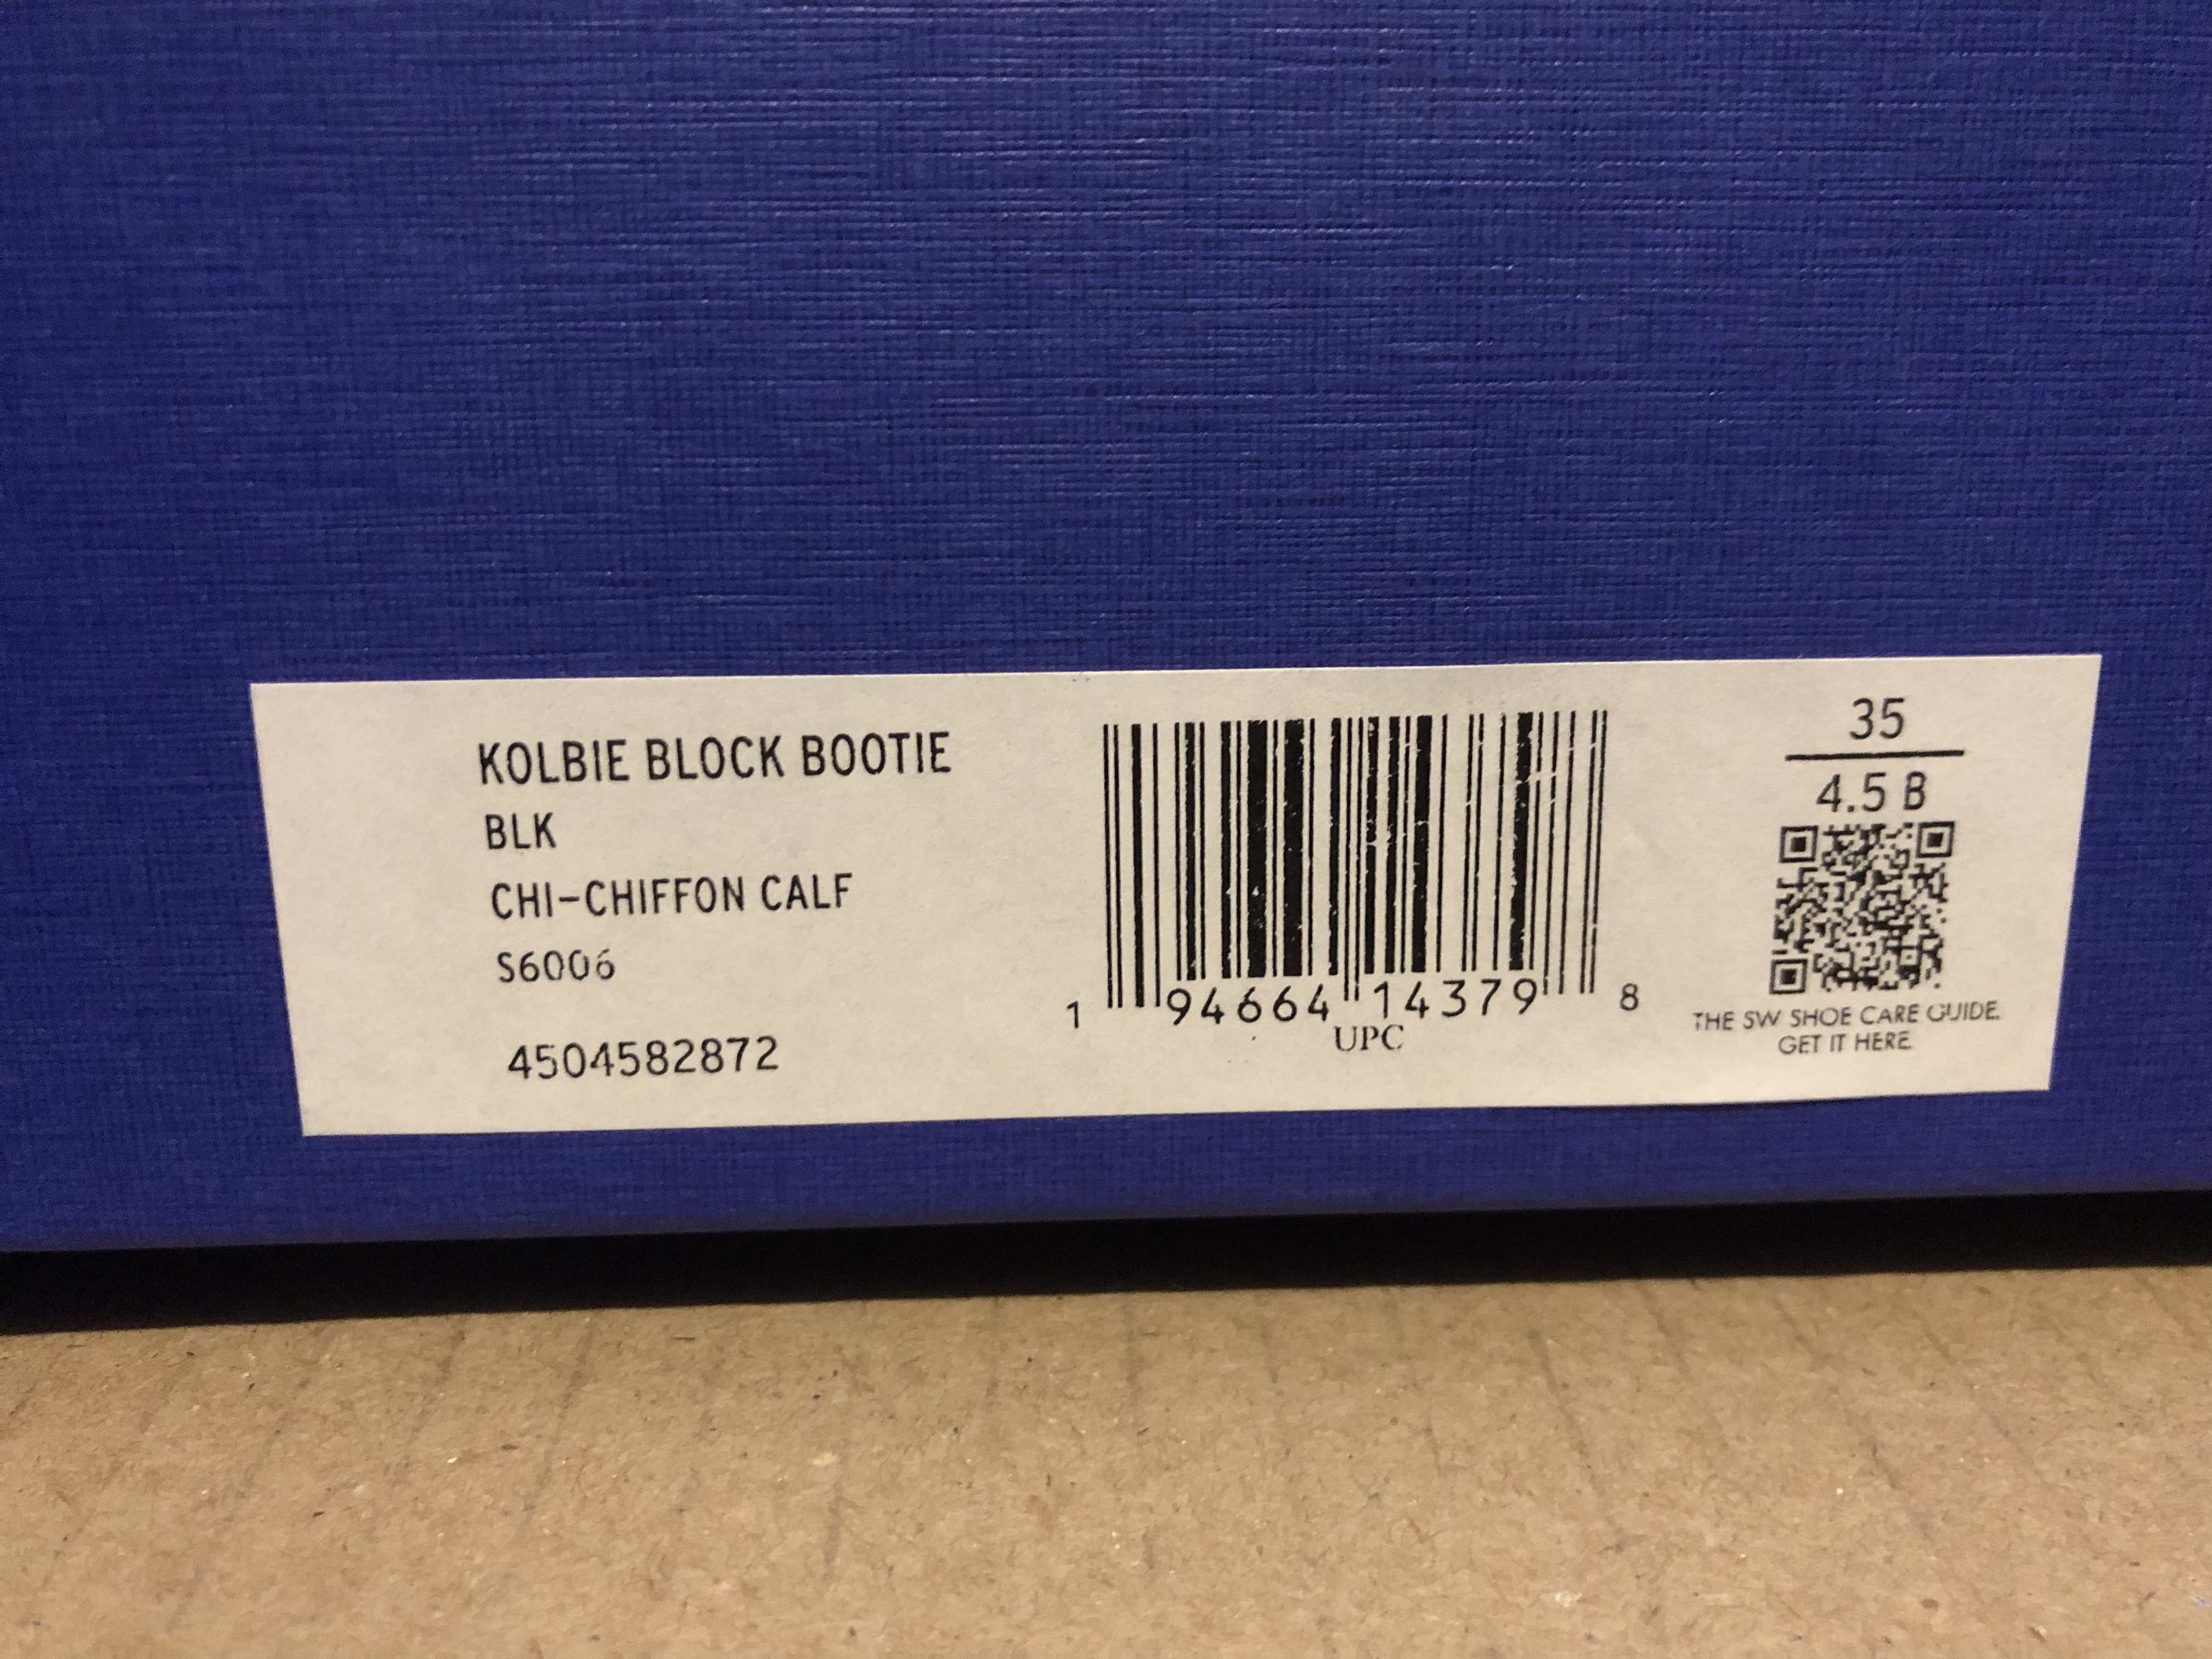 KOLBIE BLOCK BOOTIE
BLK
CHI-CHIFFON CALF
S6006
4504582872
1 94664 14379 8
UPC
35
4.5 B
THE SW SHOE CARE GUIDE.
GET IT HERE.